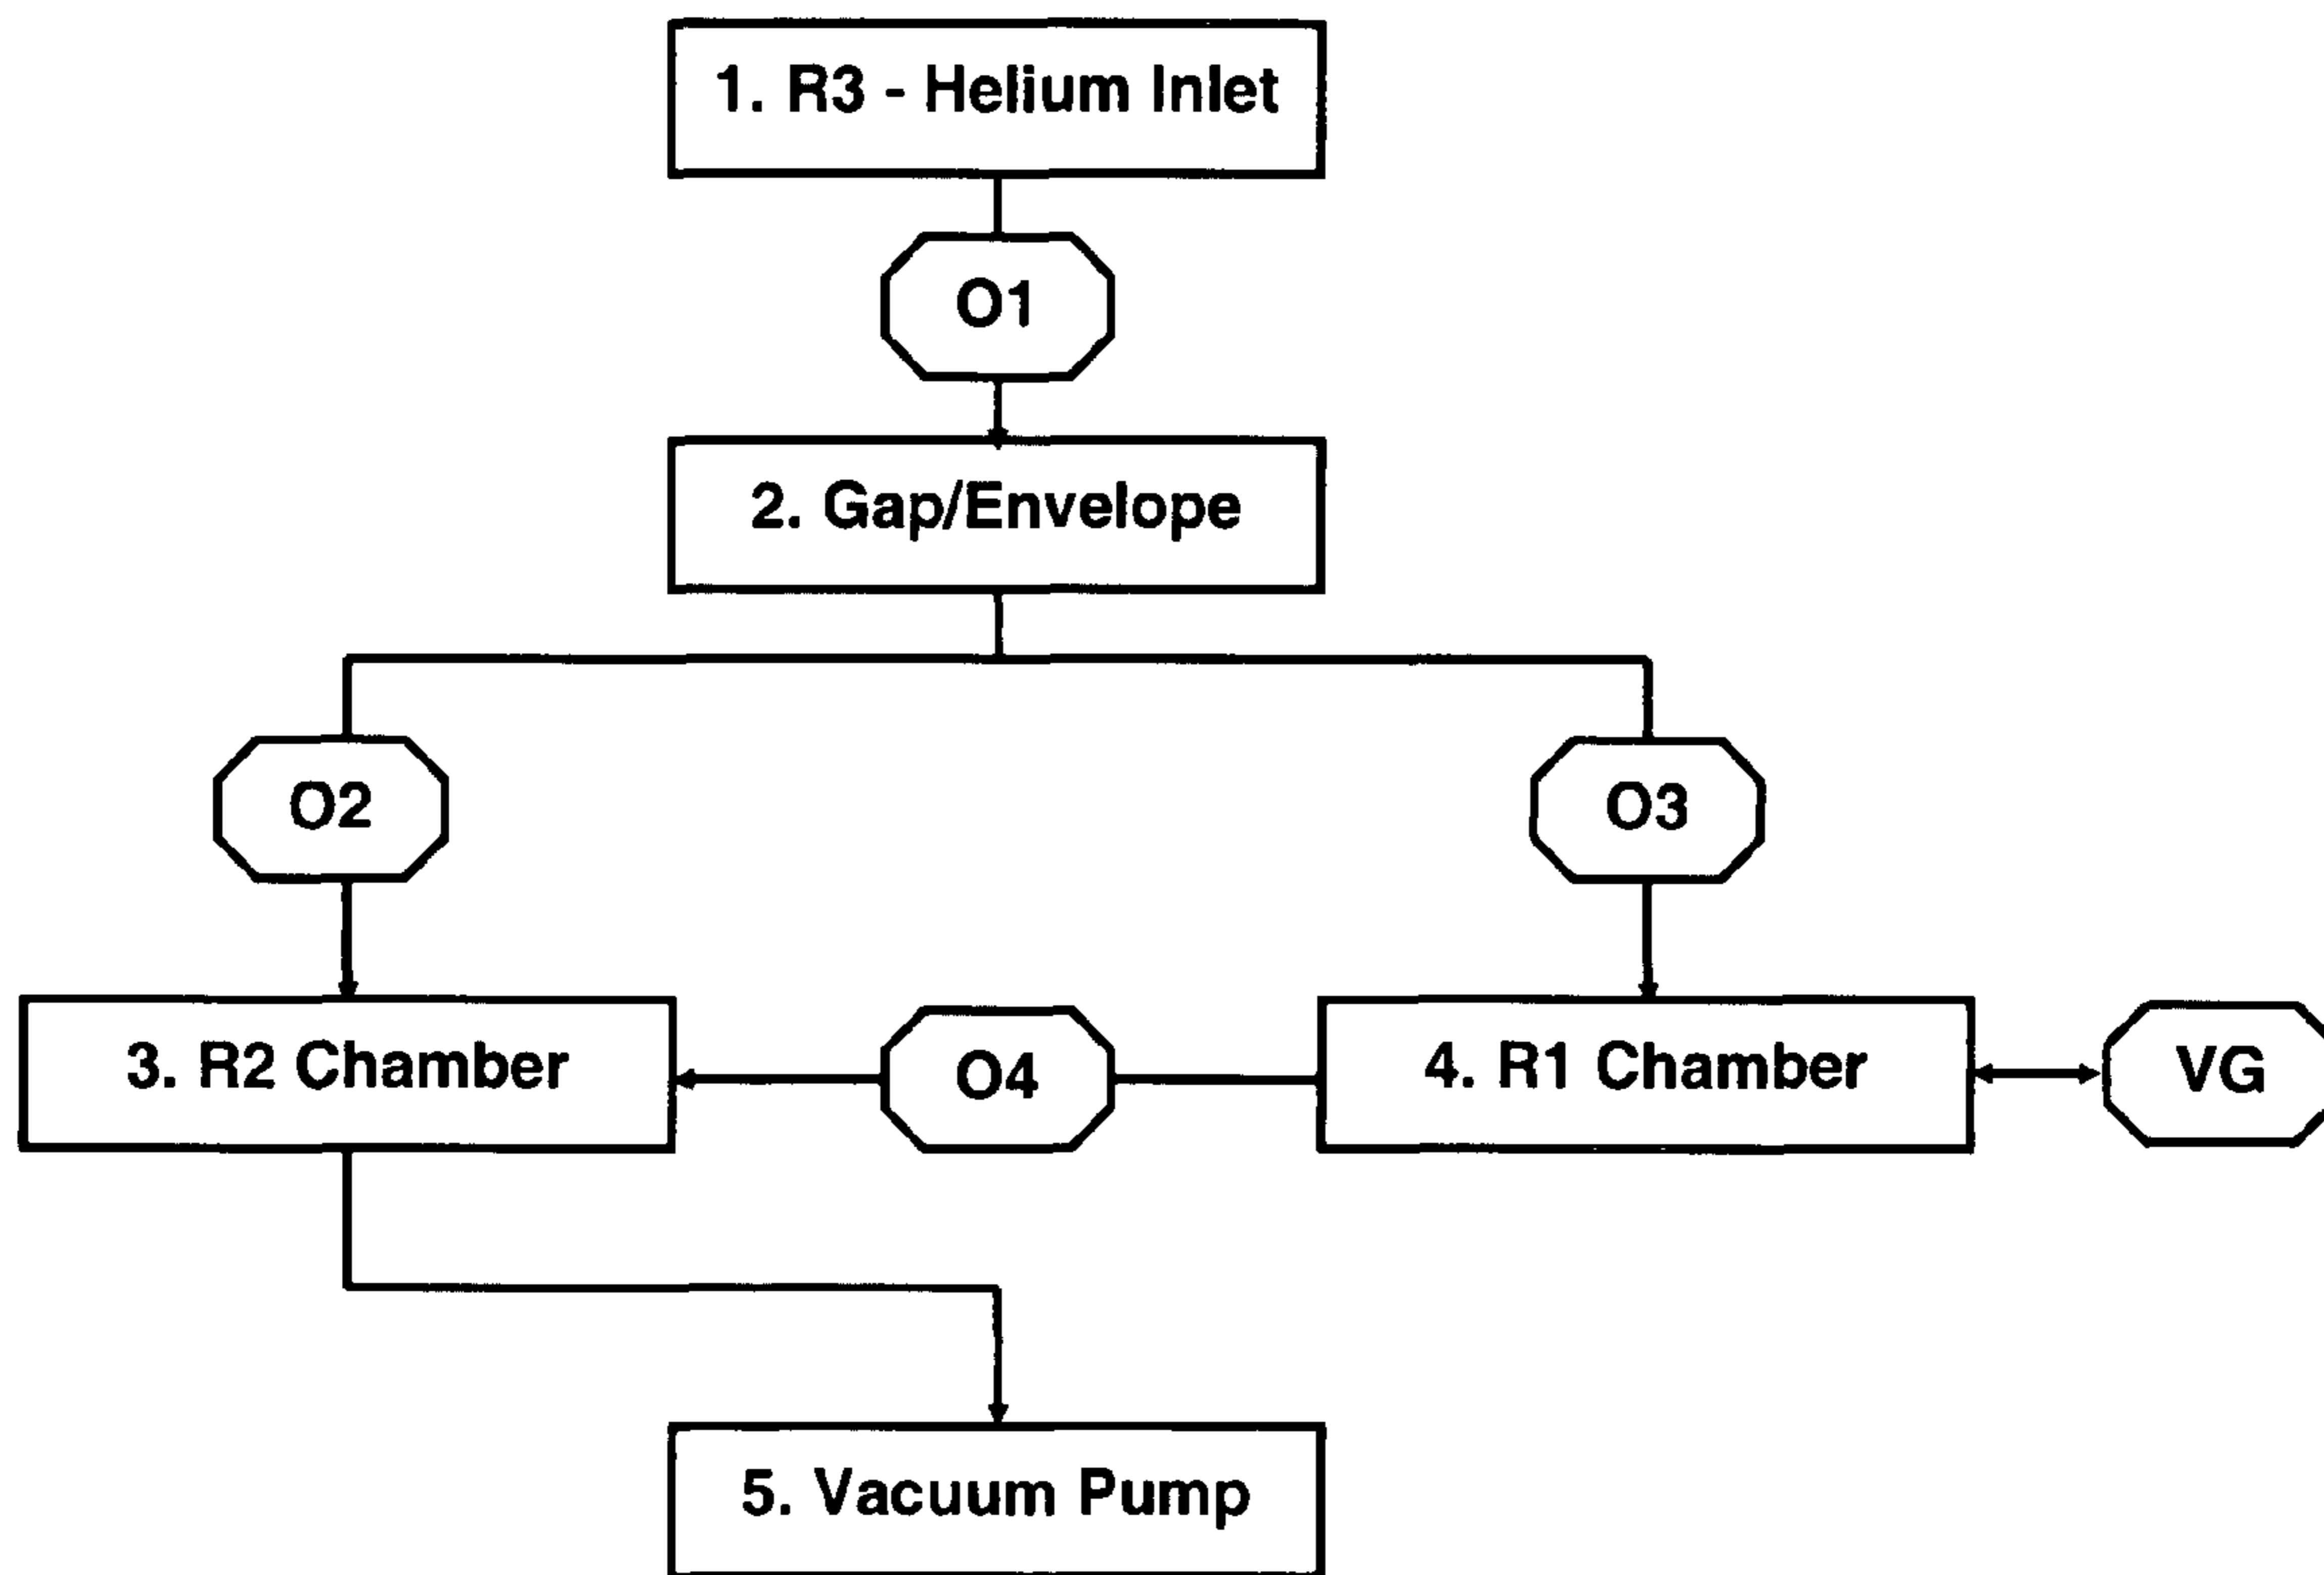 1. R3 - Helium Inlet
O1
2. Gap/Envelope
O2
O3
3. R2 Chamber
O4
4. R1 Chamber
VG
5. Vacuum Pump